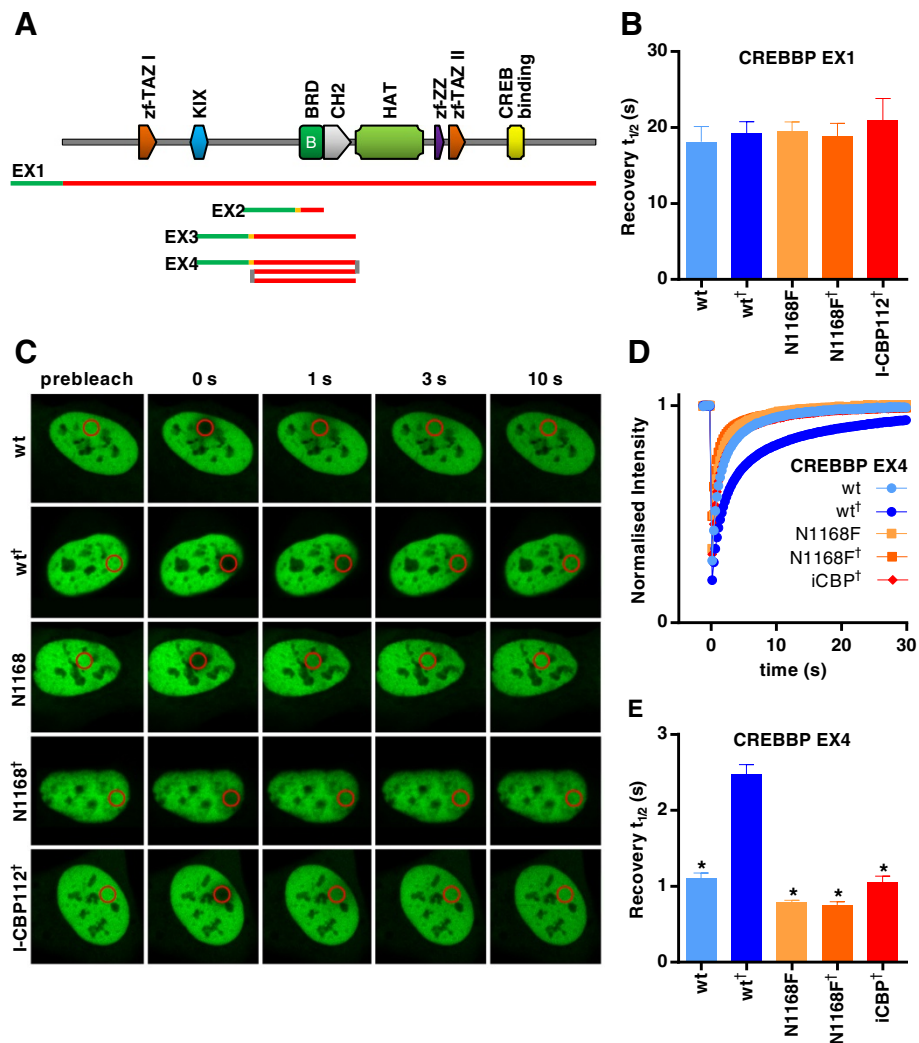 A
zf-TAZ I
KIX
BRD
CH2
HAT
zf-ZZ
zf-TAZ II
CREB
binding
B
EX1
EX2
EX3
EX4
B
CREBBP EX1
Recovery t1/2 (s)
30
20
10
0
wt
wt†
N1168F
N1168F†
I-CBP112†
C
prebleach 0 s 1 s 3 s 10 s
wt
wt†
N1168
N1168†
I-CBP112†
D
Normalised Intensity
1
0
CREBBP EX4
wt
wt†
N1168F
N1168F†
iCBP†
0 10 20 30
time (s)
E
CREBBP EX4
Recovery t1/2 (s)
3
2
1
0
*
*
*
*
wt
wt†
N1168F
N1168F†
iCBP†